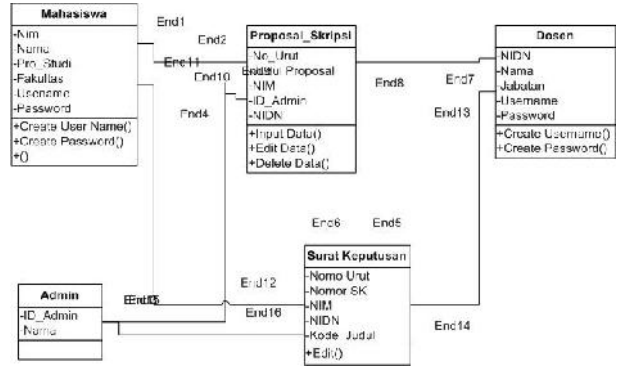 Mahasiswa
-Nim
-Nama
-Pro_Studi
-Fakultas
-Usename
-Password
+Create User Name()
+Create Password()
+()
End1
End2
End11
End10
End4
Proposal_Skripsi
-No_Urut
Proposal
-NIM
-ID_Admin
-NIDN
+Input Data()
+Edit Data()
+Delete Data()
End8
End7
End13
Dosen
-NIDN
-Nama
-Jabatan
-Username
-Password
+Create Username()
+Create Password()
End6
End5
Surat Keputusan
-Nomo Urut
-Nomor SK
-NIM
-NIDN
-Kode_Judul
+Edit()
End12
End16
End14
Admin
-ID_Admin
-Nama